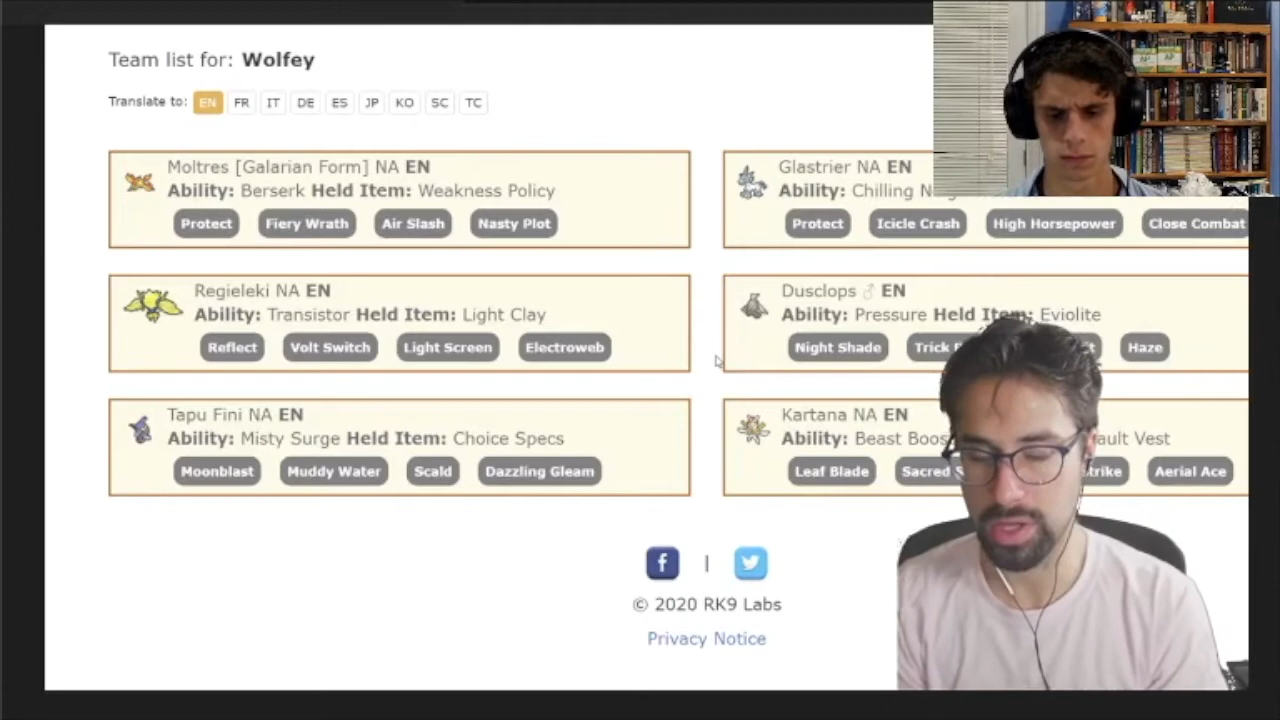 Team list for: Wolfey
Translate to: EN FR IT DE ES JP KO SC TC
Moltres [Galarian Form] NA EN
Ability: Berserk Held Item: Weakness Policy
Protect Fiery Wrath Air Slash Nasty Plot
Glastrier NA EN
Ability: Chilling
Protect Icicle Crash High Horsepower Close Combat
Regieleki NA EN
Ability: Transistor Held Item: Light Clay
Reflect Volt Switch Light Screen Electroweb
Dusclops ♂ EN
Ability: Pressure Held Item: Eviolite
Night Shade Trick Haze
Tapu Fini NA EN
Ability: Misty Surge Held Item: Choice Specs
Moonblast Muddy Water Scald Dazzling Gleam
Kartana NA EN
Ability: Beast Vest
Leaf Blade Sacred Aerial Ace
f |
© 2020 RK9 Labs
Privacy Notice